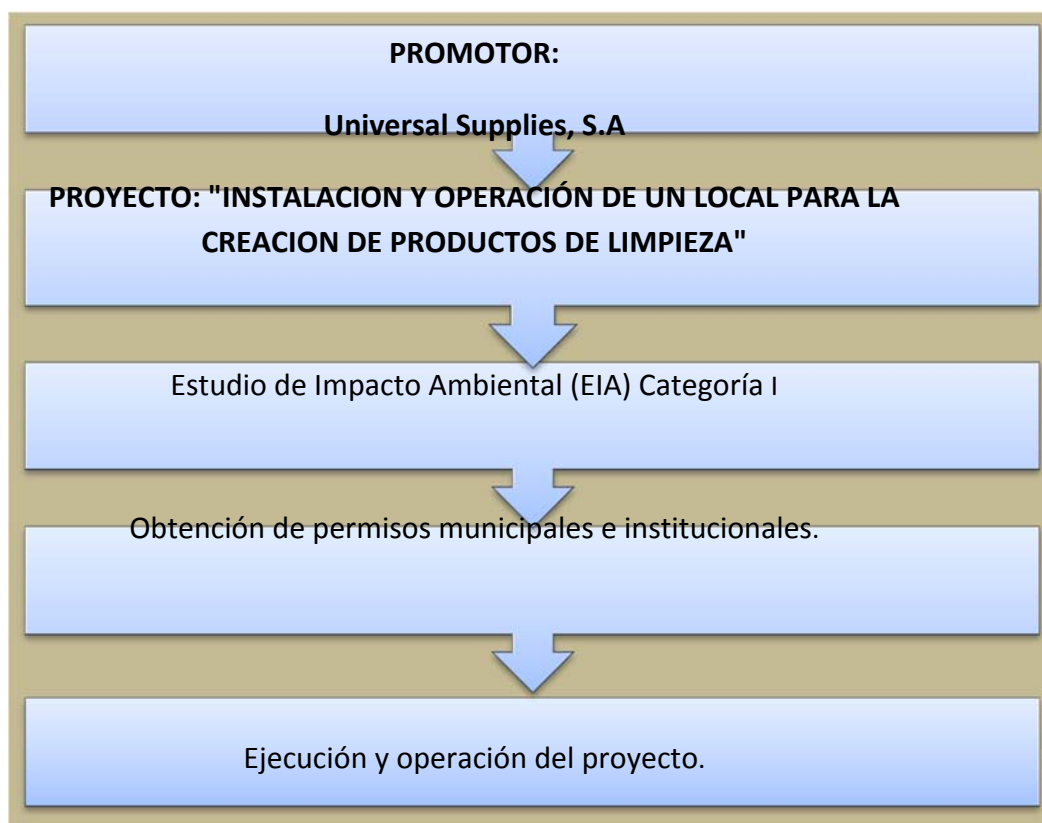 PROMOTOR:
Universal Supplies, S.A
PROYECTO: "INSTALACION Y OPERACIÓN DE UN LOCAL PARA LA
CREACION DE PRODUCTOS DE LIMPIEZA"
Estudio de Impacto Ambiental (EIA) Categoría I
Obtención de permisos municipales e institucionales.
Ejecución y operación del proyecto.